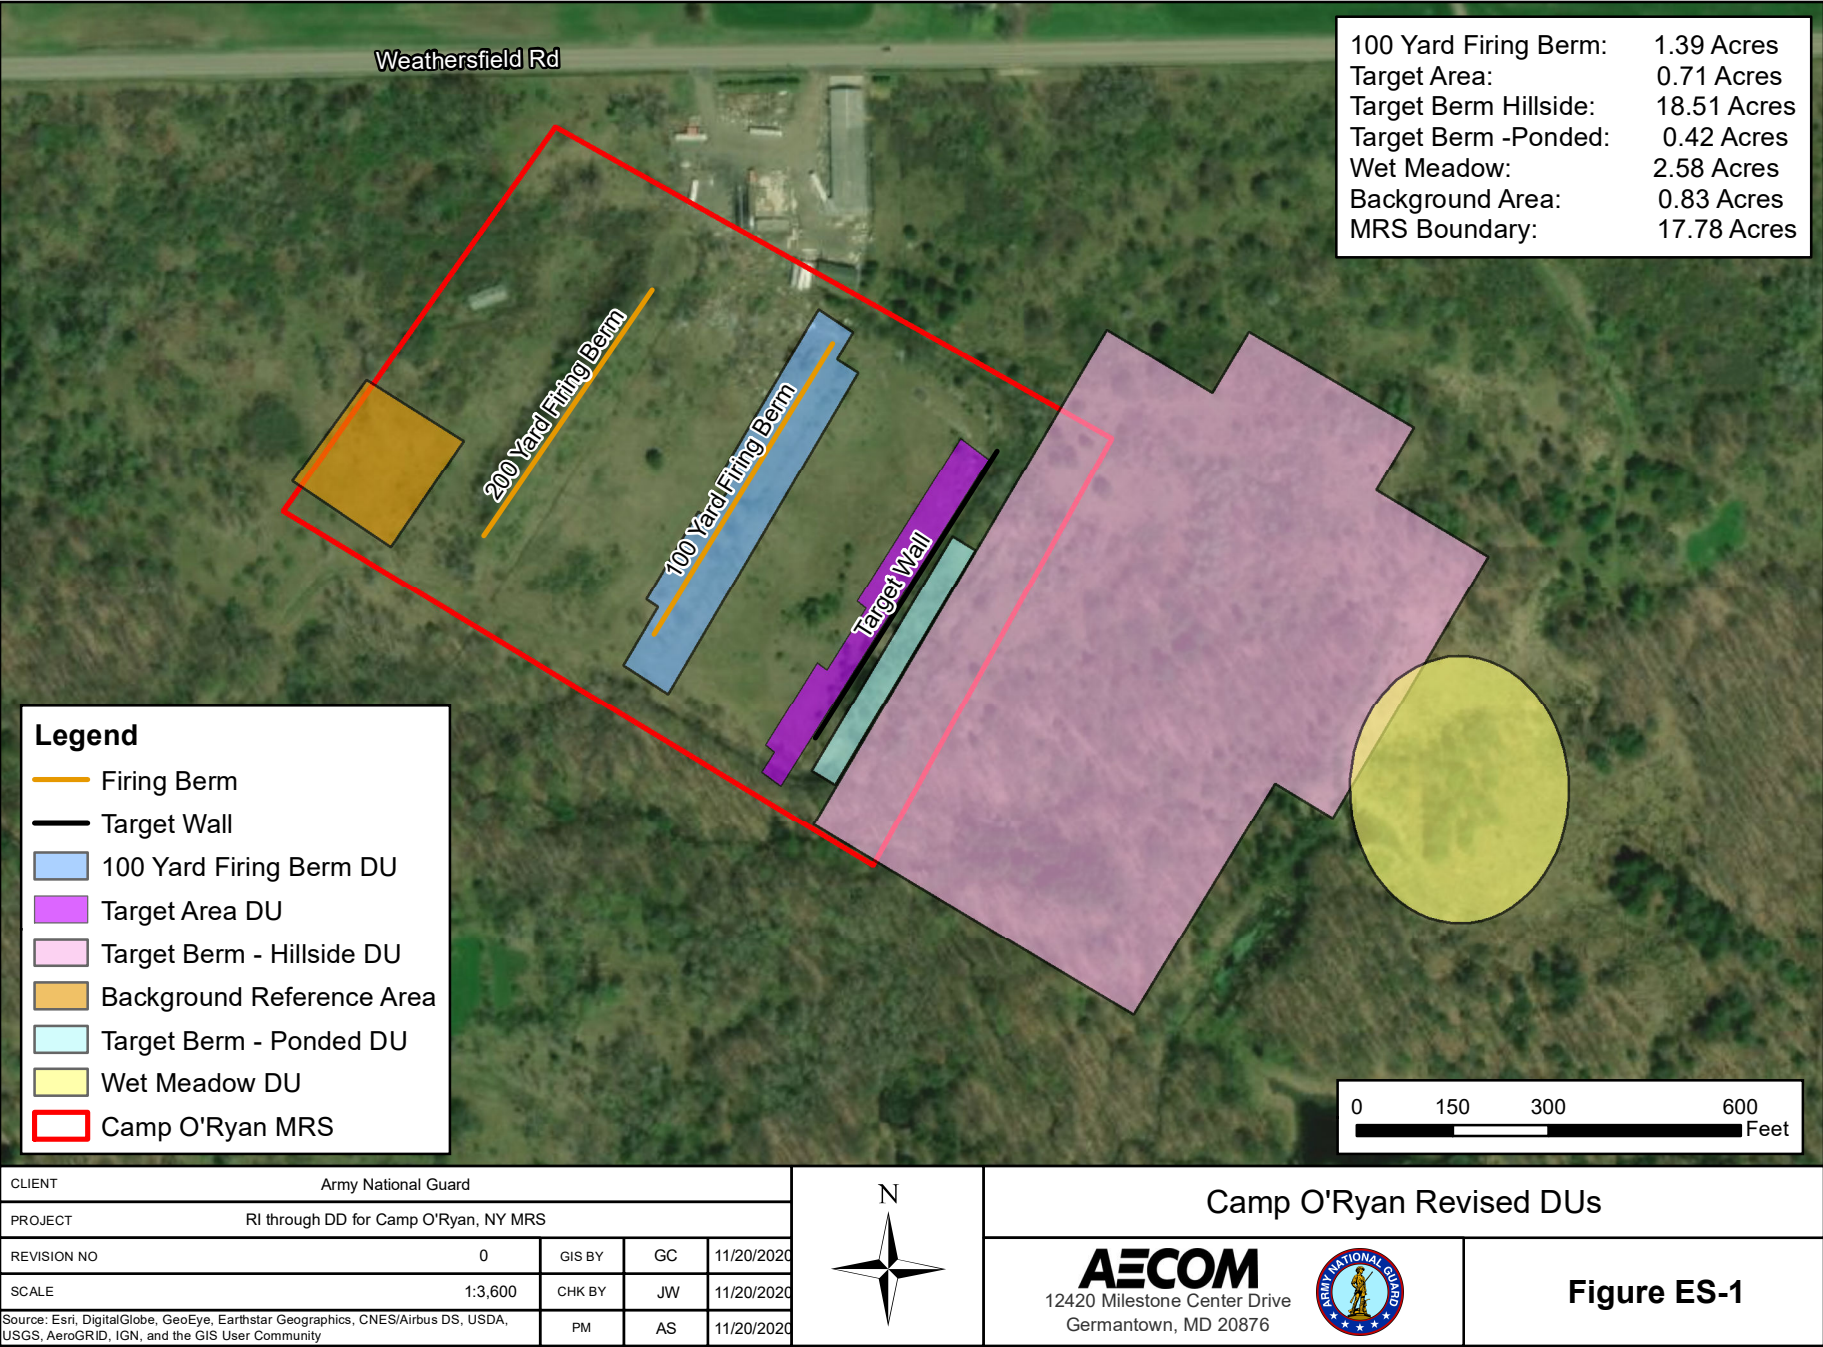 Weathersfield Rd
100 Yard Firing Berm: 1.39 Acres
Target Area: 0.71 Acres
Target Berm Hillside: 18.51 Acres
Target Berm -Ponded: 0.42 Acres
Wet Meadow: 2.58 Acres
Background Area: 0.83 Acres
MRS Boundary: 17.78 Acres
200 Yard Firing Berm
100 Yard Firing Berm
Target Wall
Legend
Firing Berm
Target Wall
100 Yard Firing Berm DU
Target Area DU
Target Berm - Hillside DU
Background Reference Area
Target Berm - Ponded DU
Wet Meadow DU
Camp O'Ryan MRS
0 150 300 600
Feet
CLIENT Army National Guard
PROJECT RI through DD for Camp O'Ryan, NY MRS
REVISION NO 0 GIS BY GC 11/20/2020
SCALE 1:3,600 CHK BY JW 11/20/2020
Source: Esri, DigitalGlobe, GeoEye, Earthstar Geographics, CNES/Airbus DS, USDA,
USGS, AeroGRID, IGN, and the GIS User Community
PM AS 11/20/2020
N
Camp O'Ryan Revised DUs
AECOM
12420 Milestone Center Drive
Germantown, MD 20876
ARMY NATIONAL GUARD
Figure ES-1